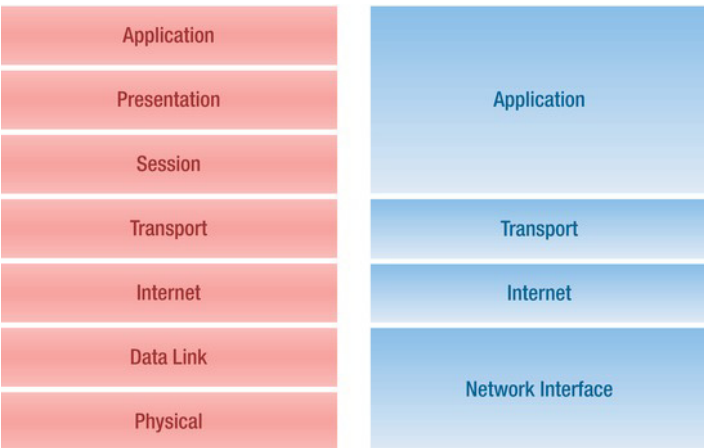 Application
Presentation
Session
Transport
Internet
Data Link
Physical
Application
Transport
Internet
Network Interface